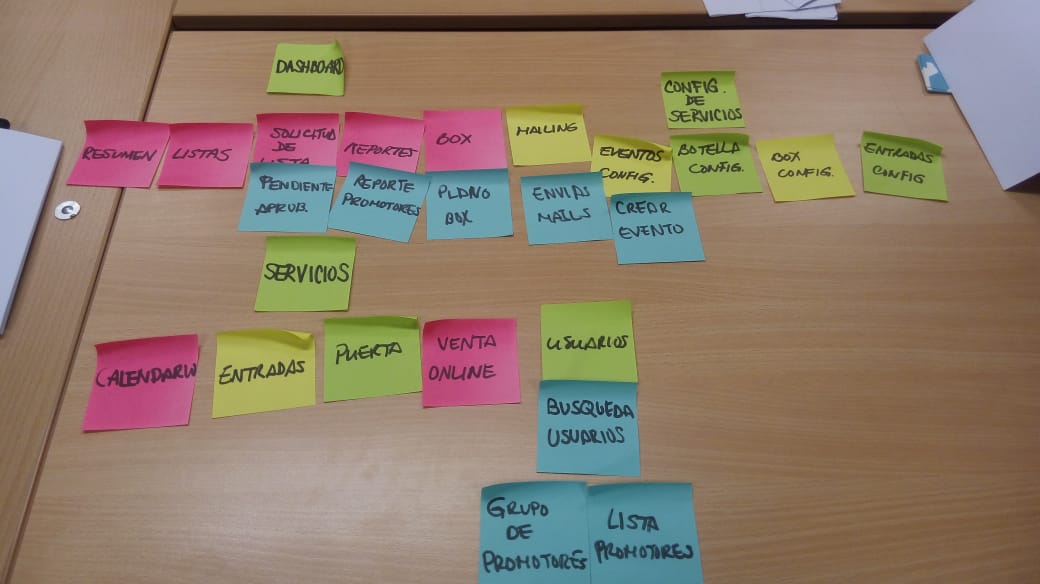 DASHBOARD
CONFIG.
DE
SERVICIOS
RESUMEN
LISTAS
SOLICITUD
DE
LISTA
REPORTES
BOX
MAILING
EVENTOS
CONFIG.
BOTELLA
CONFIG.
BOX
CONFIG.
ENTRADAS
CONFIG
PENDIENTE
APROB.
REPORTE
PROMOTORES
PLANO
BOX
ENVIAS
MAILS
CREAR
EVENTO
SERVICIOS
CALENDARIO
ENTRADAS
PUERTA
VENTA
ONLINE
USUARIOS
BUSQUEDA
USUARIOS
GRUPO
DE
PROMOTORES
LISTA
PROMOTORES